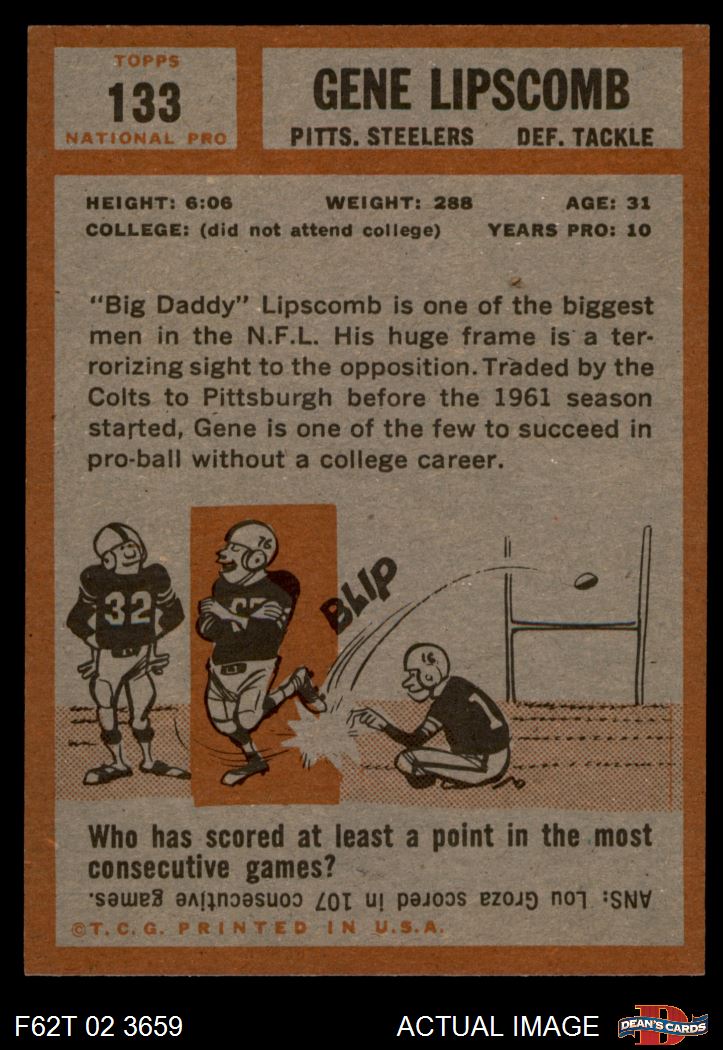 TOPPS
133
NATIONAL PRO
GENE LIPSCOMB
PITTS. STEELERS DEF. TACKLE
HEIGHT: 6:06 WEIGHT: 288 AGE: 31
COLLEGE: (did not attend college) YEARS PRO: 10
"Big Daddy" Lipscomb is one of the biggest
men in the N.F.L. His huge frame is a ter-
rorizing sight to the opposition. Traded by the
Colts to Pittsburgh before the 1961 season
started, Gene is one of the few to succeed in
pro-ball without a college career.
76
32
BLIP
16
1
Who has scored at least a point in the most
consecutive games?
ANS: Lou Groza scored in 107 consecutive games.
©T.C.G. PRINTED IN U.S.A.
F62T 02 3659 ACTUAL IMAGE
DEAN'S CARDS